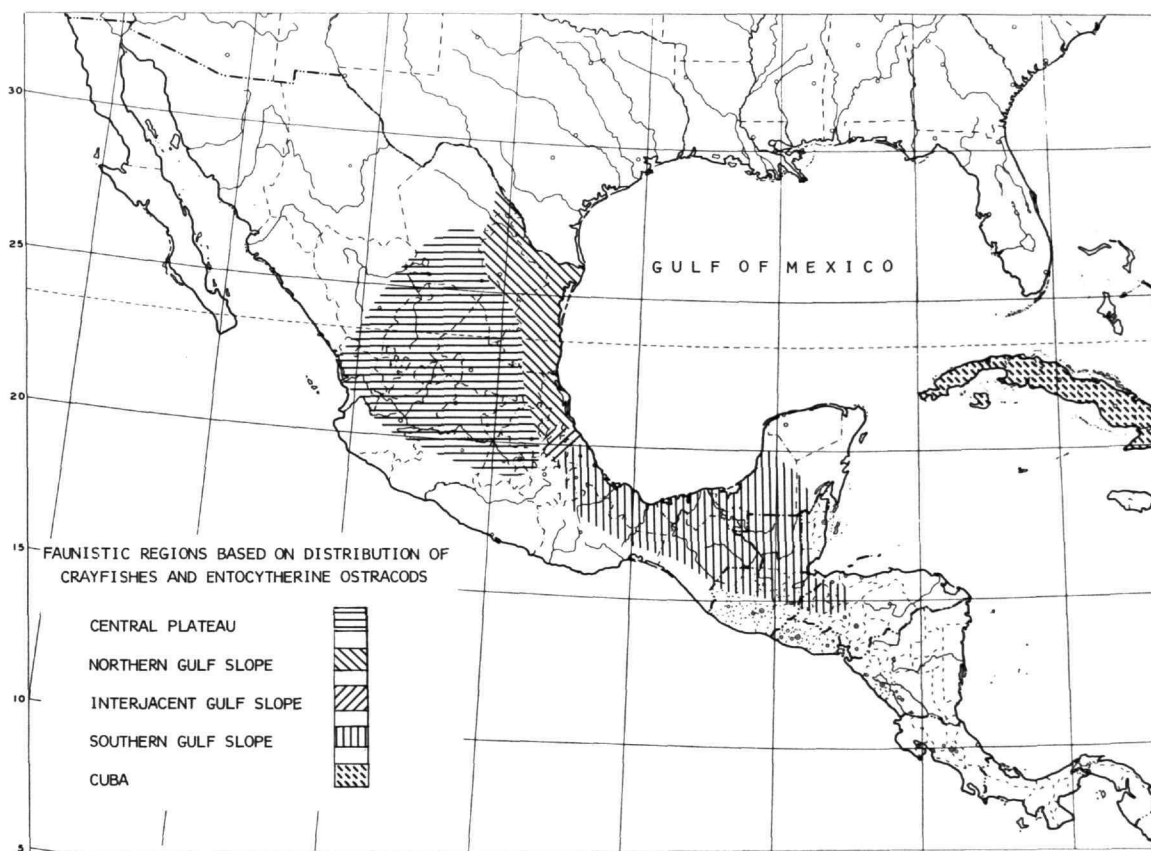 30
25
GULF OF MEXICO
20
15
FAUNISTIC REGIONS BASED ON DISTRIBUTION OF
CRAYFISHES AND ENTOCYTHERINE OSTRACODS
CENTRAL PLATEAU
NORTHERN GULF SLOPE
INTERJACENT GULF SLOPE
SOUTHERN GULF SLOPE
CUBA
10
5